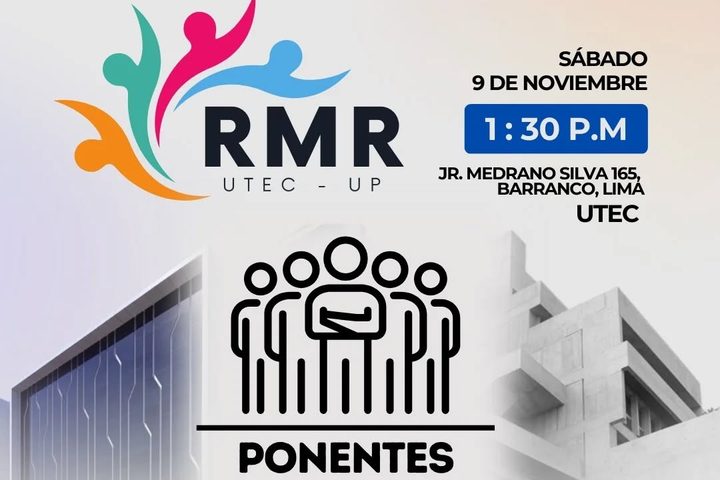 RMR
UTEC - UP
SÁBADO
9 DE NOVIEMBRE
1 : 30 P.M
JR. MEDRANO SILVA 165,
BARRANCO, LIMA
UTEC
PONENTES